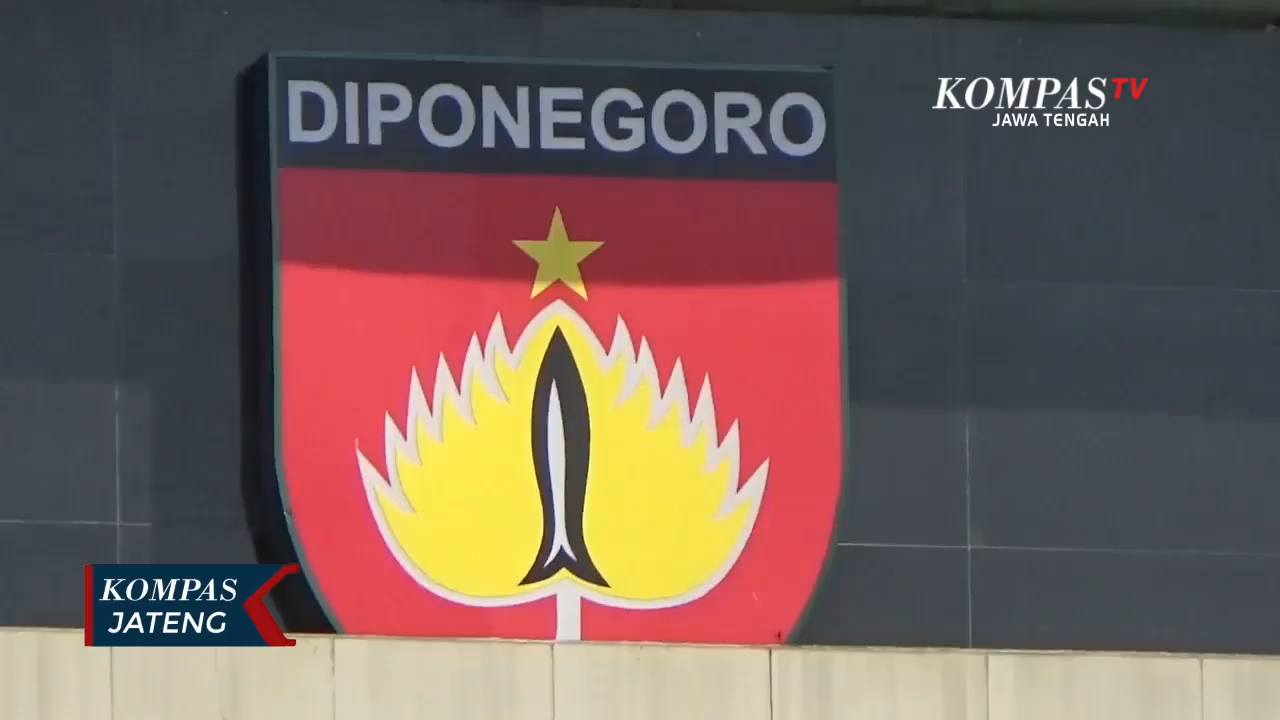 DIPONEGORO
KOMPASTV
JAWA TENGAH
KOMPAS
JATENG